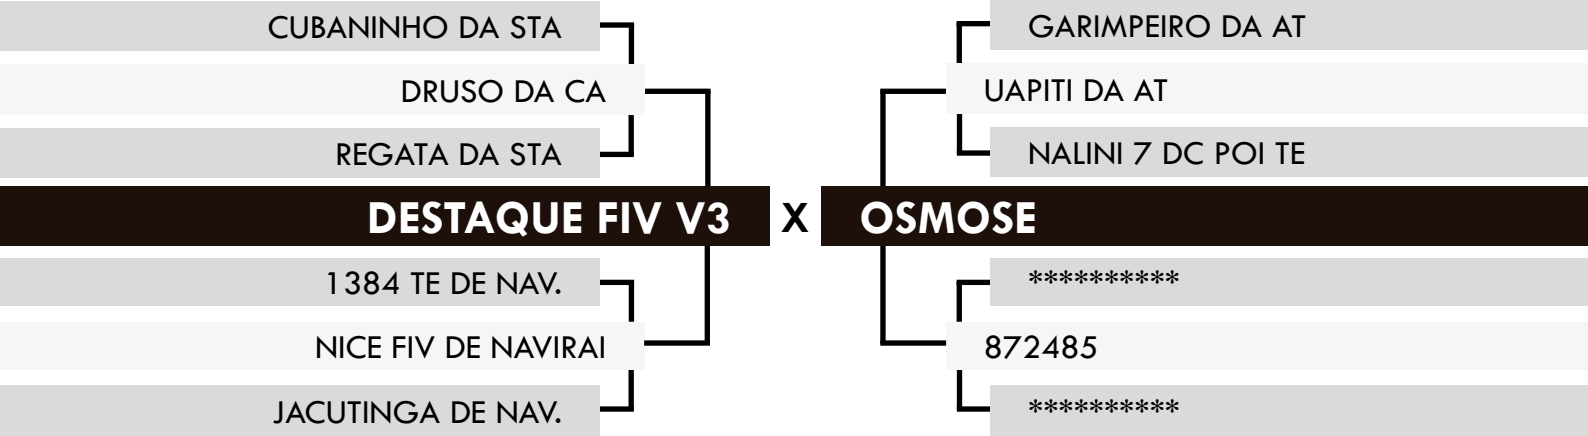 CUBANINHO DA STA
DRUSO DA CA
REGATA DA STA
DESTAQUE FIV V3
1384 TE DE NAV.
NICE FIV DE NAVIRAI
JACUTINGA DE NAV.
X
GARIMPEIRO DA AT
UAPITI DA AT
NALINI 7 DC POI TE
OSMOSE
**********
872485
**********